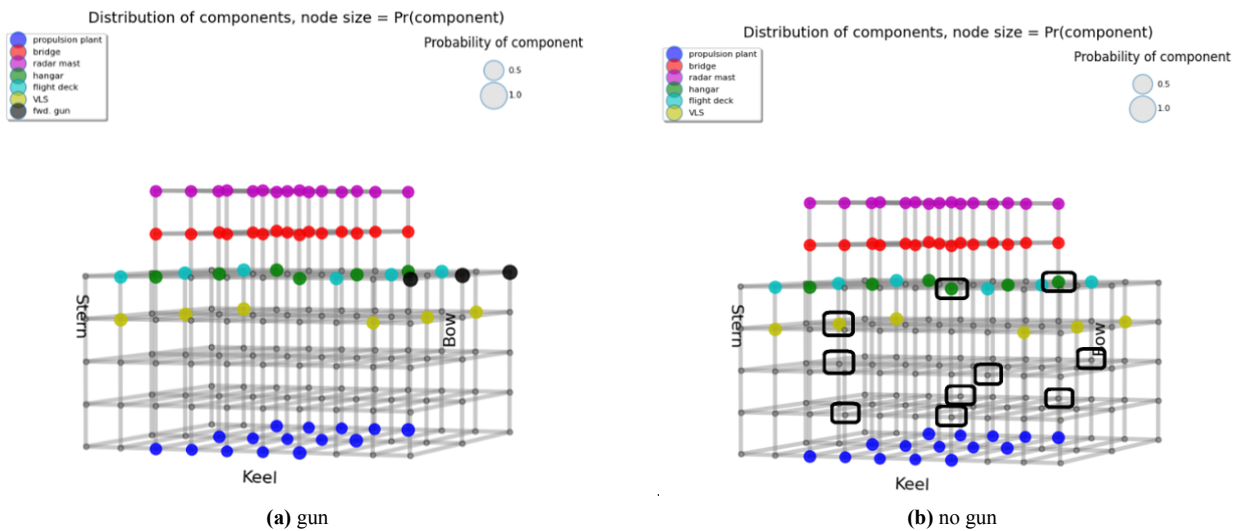 Distribution of components, node size = Pr(component)
propulsion plant
bridge
radar mast
hangar
flight deck
VLS
fwd. gun
Probability of component
0.5
1.0
Stern
Bow
Keel
(a) gun
Distribution of components, node size = Pr(component)
propulsion plant
bridge
radar mast
hangar
flight deck
VLS
Probability of component
0.5
1.0
Stern
Bow
Keel
(b) no gun